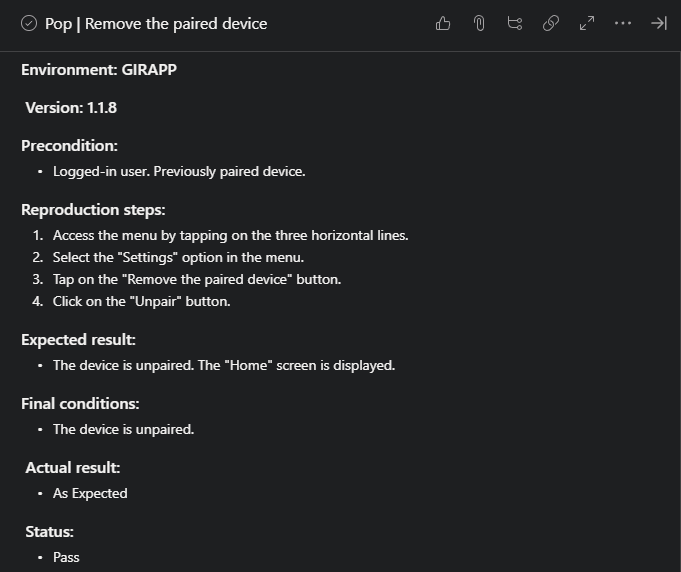 Pop | Remove the paired device
Environment: GIRAPP
Version: 1.1.8
Precondition:
• Logged-in user. Previously paired device.
Reproduction steps:
1. Access the menu by tapping on the three horizontal lines.
2. Select the "Settings" option in the menu.
3. Tap on the "Remove the paired device" button.
4. Click on the "Unpair" button.
Expected result:
• The device is unpaired. The "Home" screen is displayed.
Final conditions:
• The device is unpaired.
Actual result:
• As Expected
Status:
• Pass